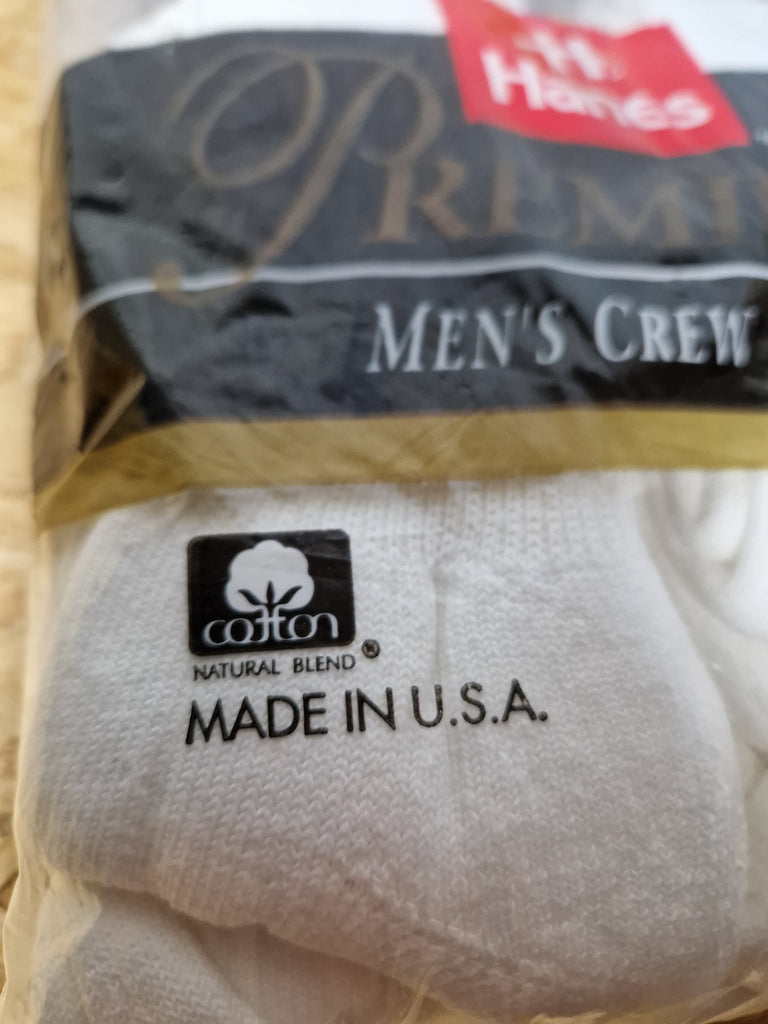 Hanes
PREMI
MEN'S CREW
cotton
NATURAL BLEND®
MADE IN U.S.A.